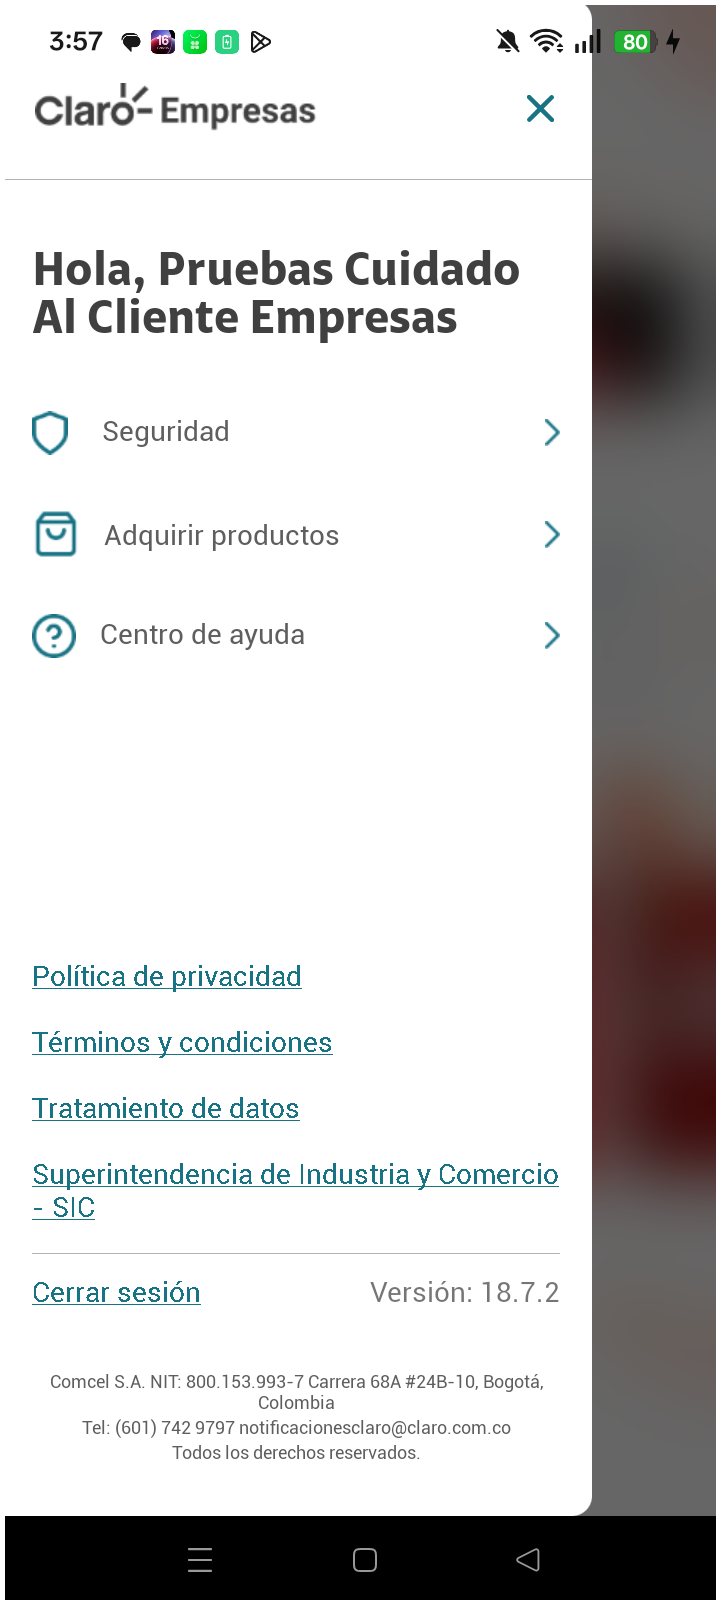 3:57
16
80
Claro Empresas
Hola, Pruebas Cuidado
Al Cliente Empresas
Seguridad
Adquirir productos
Centro de ayuda
Política de privacidad
Términos y condiciones
Tratamiento de datos
Superintendencia de Industria y Comercio
- SIC
Cerrar sesión
Versión: 18.7.2
Comcel S.A. NIT: 800.153.993-7 Carrera 68A #24B-10, Bogotá,
Colombia
Tel: (601) 742 9797 notificacionesclaro@claro.com.co
Todos los derechos reservados.